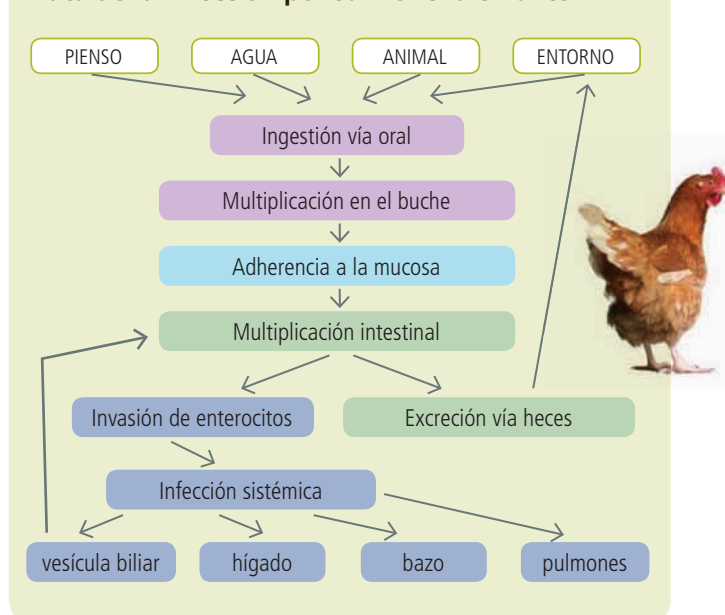 PIENSO AGUA ANIMAL ENTORNO
Ingestión vía oral
Multiplicación en el buche
Adherencia a la mucosa
Multiplicación intestinal
Invasión de enterocitos Excreción vía heces
Infección sistémica
vesícula biliar hígado bazo pulmones